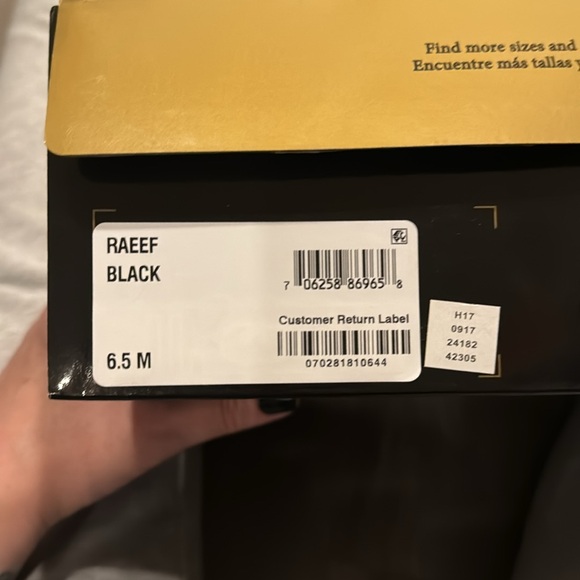 Find more sizes and
Encuentre más tallas y
RAEEF
BLACK
7 06258 86965 8
Customer Return Label
6.5 M
070281810644
H17
0917
24182
42305